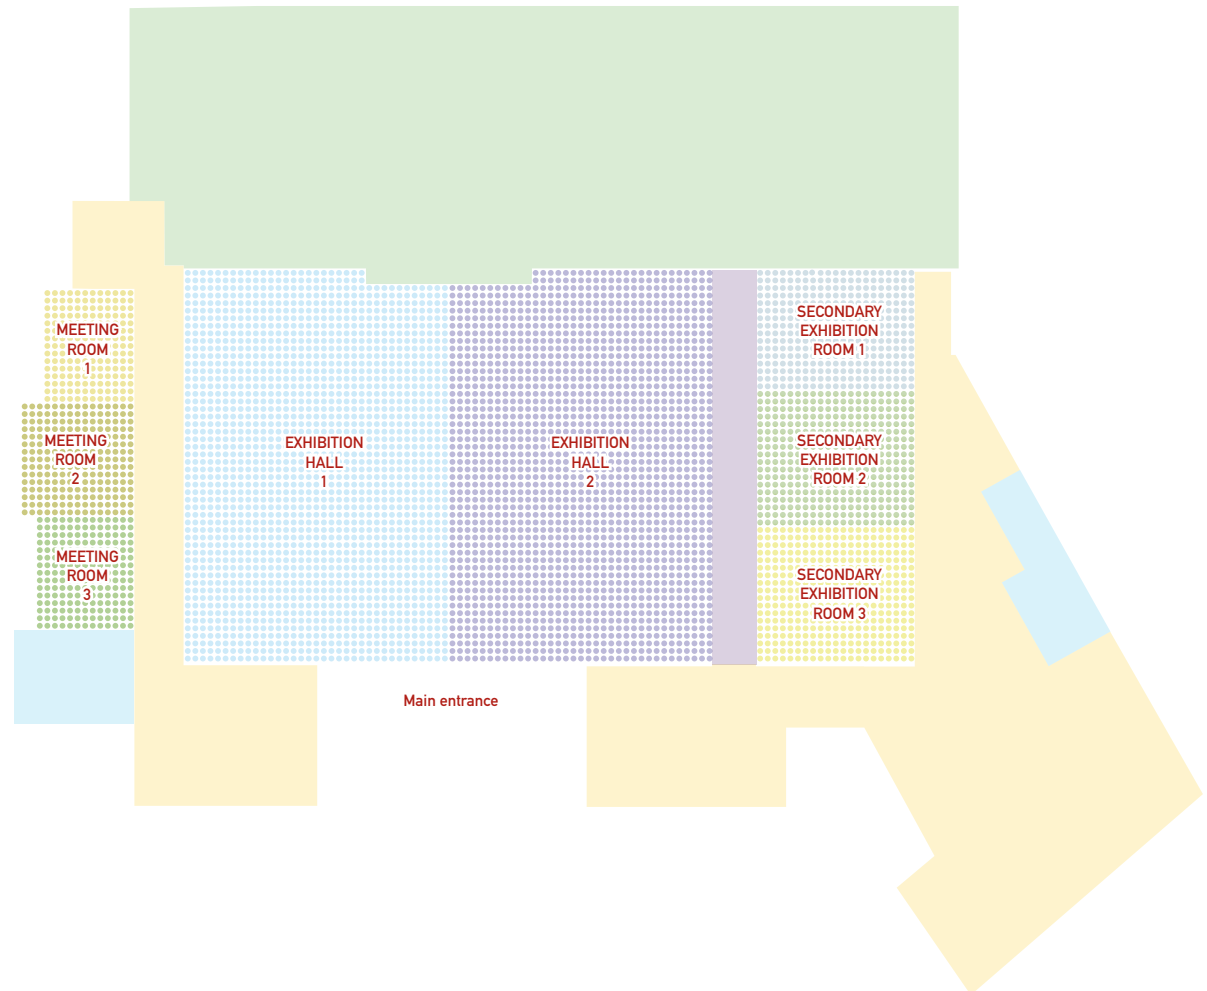 MEETING
ROOM
1
MEETING
ROOM
2
MEETING
ROOM
3
EXHIBITION
HALL
1
EXHIBITION
HALL
2
SECONDARY
EXHIBITION
ROOM 1
SECONDARY
EXHIBITION
ROOM 2
SECONDARY
EXHIBITION
ROOM 3
Main entrance